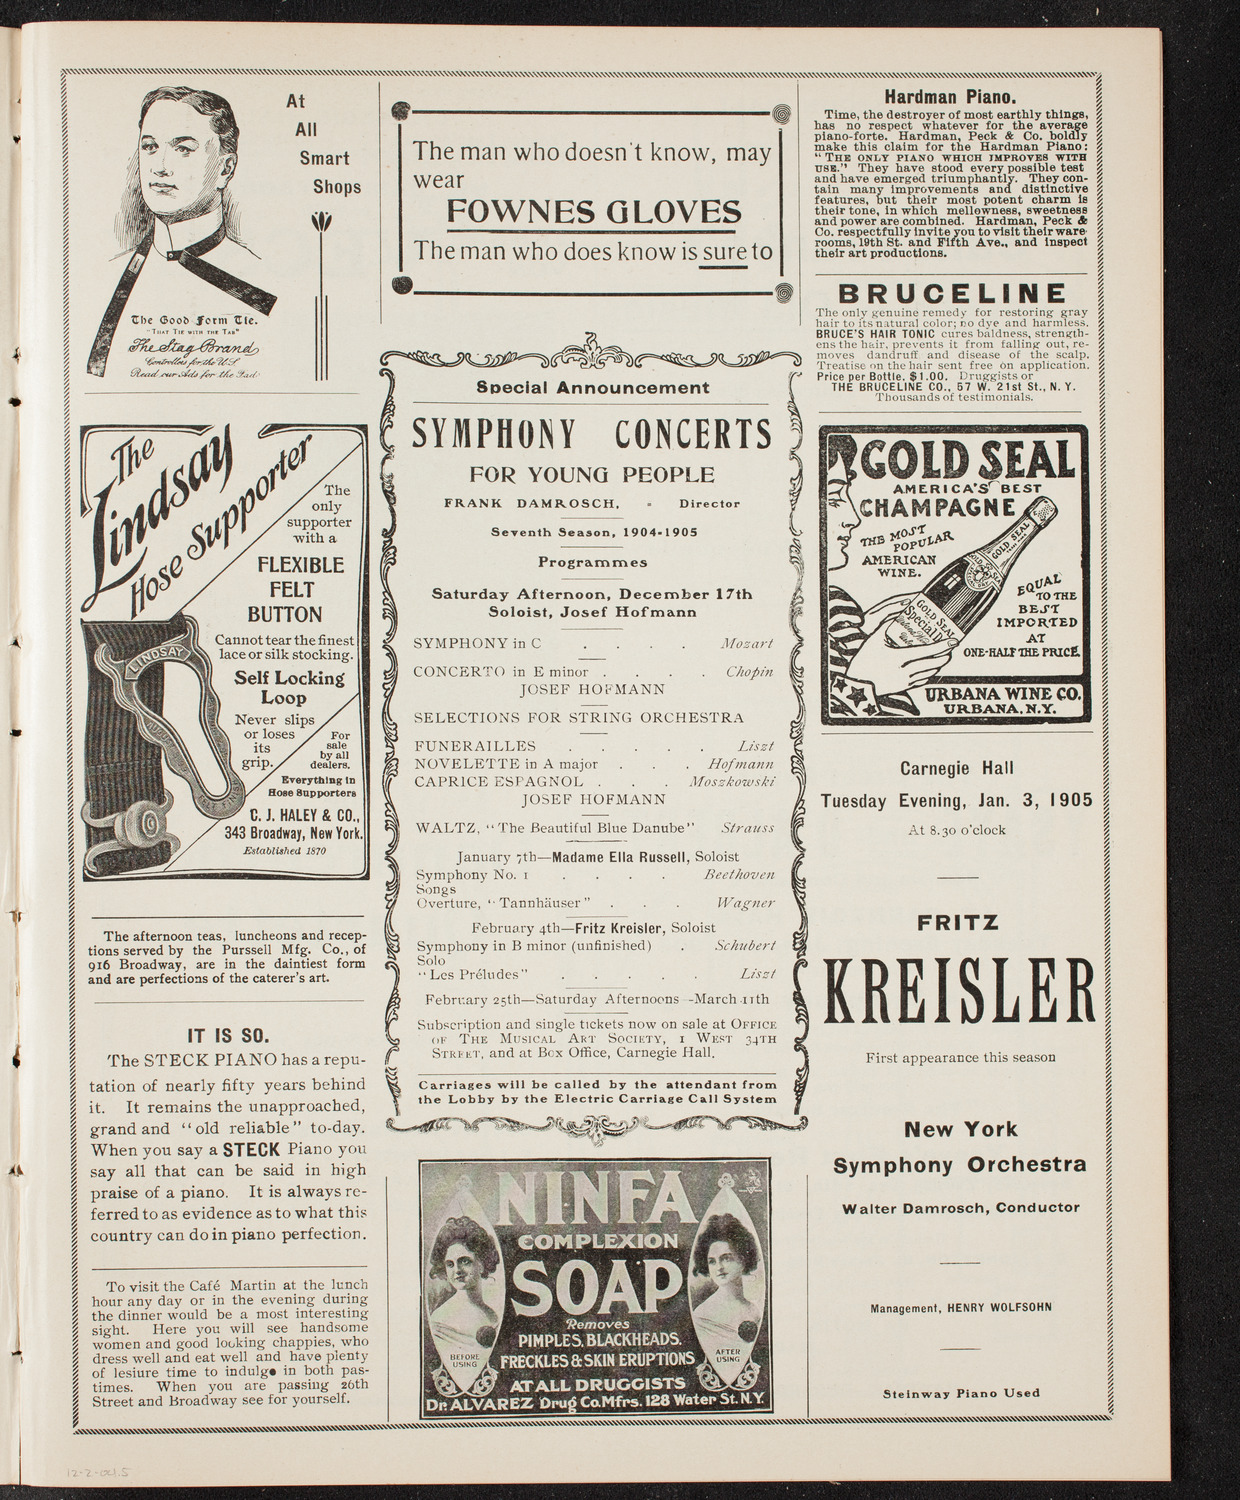 At
All
Smart
Shops
The Good Form Tie.
"THAT TIE WITH THE TAB"
The Stag Brand
Controller for the U.S.
Read our Ads for the Fad
The
Lindsay
Hose Supporter
The
only
supporter
with a
FLEXIBLE
FELT
BUTTON
Cannot tear the finest
lace or silk stocking.
Self Locking
Loop
Never slips
or loses
its
grip.
For
sale
by all
dealers.
Everything in
Hose Supporters
C. J. HALEY & CO.,
343 Broadway, New York.
Established 1870
LINDSAY
The afternoon teas, luncheons and recep-
tions served by the Purssell Mfg. Co., of
916 Broadway, are in the daintiest form
and are perfections of the caterer's art.
IT IS SO.
The STECK PIANO has a repu-
tation of nearly fifty years behind
it. It remains the unapproached,
grand and "old reliable" to-day.
When you say a STECK Piano you
say all that can be said in high
praise of a piano. It is always re-
ferred to as evidence as to what this
country can do in piano perfection.
To visit the Café Martin at the lunch
hour any day or in the evening during
the dinner would be a most interesting
sight. Here you will see handsome
women and good looking chappies, who
dress well and eat well and have plenty
of lesiure time to indulge in both pas-
times. When you are passing 26th
Street and Broadway see for yourself.
The man who doesn't know, may
wear
FOWNES GLOVES
The man who does know is sure to
Special Announcement
SYMPHONY CONCERTS
FOR YOUNG PEOPLE
FRANK DAMROSCH, - Director
Seventh Season, 1904-1905
Programmes
Saturday Afternoon, December 17th
Soloist, Josef Hofmann
SYMPHONY in C . . . . Mozart
CONCERTO in E minor . . . . Chopin
JOSEF HOFMANN
SELECTIONS FOR STRING ORCHESTRA
FUNERAILLES . . . . . Liszt
NOVELETTE in A major . . . Hofmann
CAPRICE ESPAGNOL . . . Moszkowski
JOSEF HOFMANN
WALTZ, "The Beautiful Blue Danube" Strauss
January 7th—Madame Ella Russell, Soloist
Symphony No. 1 . . . . Beethoven
Songs
Overture, "Tannhäuser" . . . Wagner
February 4th—Fritz Kreisler, Soloist
Symphony in B minor (unfinished) . Schubert
Solo
"Les Préludes" . . . . . Liszt
February 25th—Saturday Afternoons—March 11th
Subscription and single tickets now on sale at OFFICE
OF THE MUSICAL ART SOCIETY, 1 WEST 34TH
STREET, and at Box Office, Carnegie Hall.
Carriages will be called by the attendant from
the Lobby by the Electric Carriage Call System
NINFA
COMPLEXION
SOAP
Removes
PIMPLES, BLACKHEADS,
FRECKLES & SKIN ERUPTIONS
BEFORE
USING
AFTER
USING
AT ALL DRUGGISTS
Dr. ALVAREZ Drug Co. Mfrs. 128 Water St. N.Y.
Hardman Piano.
Time, the destroyer of most earthly things,
has no respect whatever for the average
piano-forte. Hardman, Peck & Co. boldly
make this claim for the Hardman Piano:
"THE ONLY PIANO WHICH IMPROVES WITH
USE." They have stood every possible test
and have emerged triumphantly. They con-
tain many improvements and distinctive
features, but their most potent charm is
their tone, in which mellowness, sweetness
and power are combined. Hardman, Peck &
Co. respectfully invite you to visit their ware
rooms, 19th St. and Fifth Ave., and inspect
their art productions.
BRUCELINE
The only genuine remedy for restoring gray
hair to its natural color; no dye and harmless.
BRUCE'S HAIR TONIC cures baldness, strength-
ens the hair, prevents it from falling out, re-
moves dandruff and disease of the scalp.
Treatise on the hair sent free on application.
Price per Bottle, $1.00. Druggists or
THE BRUCELINE CO., 57 W. 21st St., N. Y.
Thousands of testimonials.
GOLD SEAL
AMERICA'S BEST
CHAMPAGNE
THE MOST
POPULAR
AMERICAN
WINE.
GOLD SEAL
GOLD SEAL
Special Dry
EQUAL
TO THE
BEST
IMPORTED
AT
ONE-HALF THE PRICE.
URBANA WINE CO.
URBANA, N.Y.
Carnegie Hall
Tuesday Evening, Jan. 3, 1905
At 8.30 o'clock
FRITZ
KREISLER
First appearance this season
New York
Symphony Orchestra
Walter Damrosch, Conductor
Management, HENRY WOLFSOHN
Steinway Piano Used